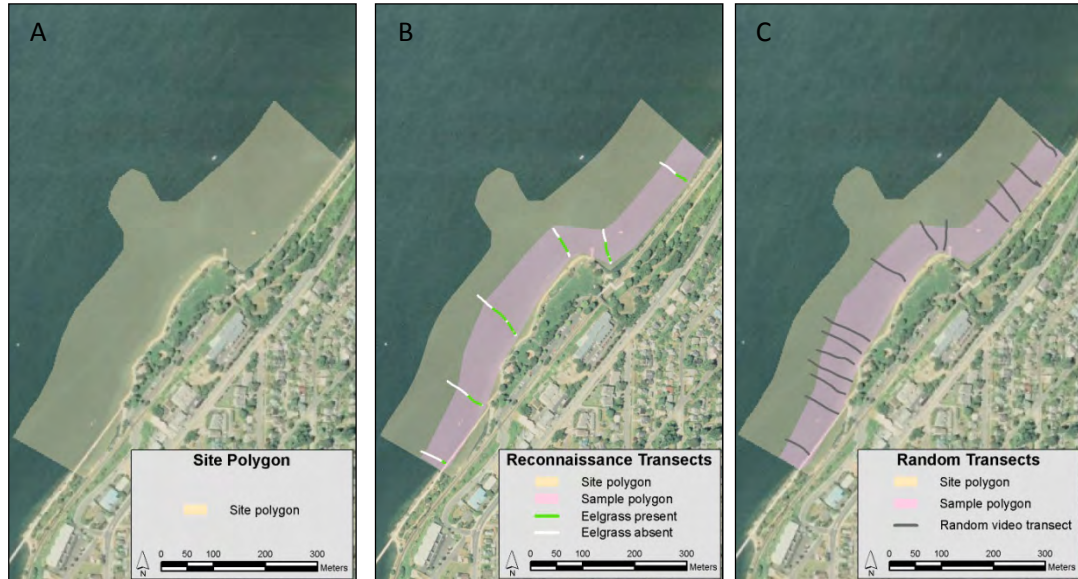 A
Site Polygon
Site polygon
N
0 50 100 200 300
Meters
B
Reconnaissance Transects
Site polygon
Sample polygon
Eelgrass present
Eelgrass absent
N
0 50 100 200 300
Meters
C
Random Transects
Site polygon
Sample polygon
Random video transect
N
0 50 100 200 300
Meters